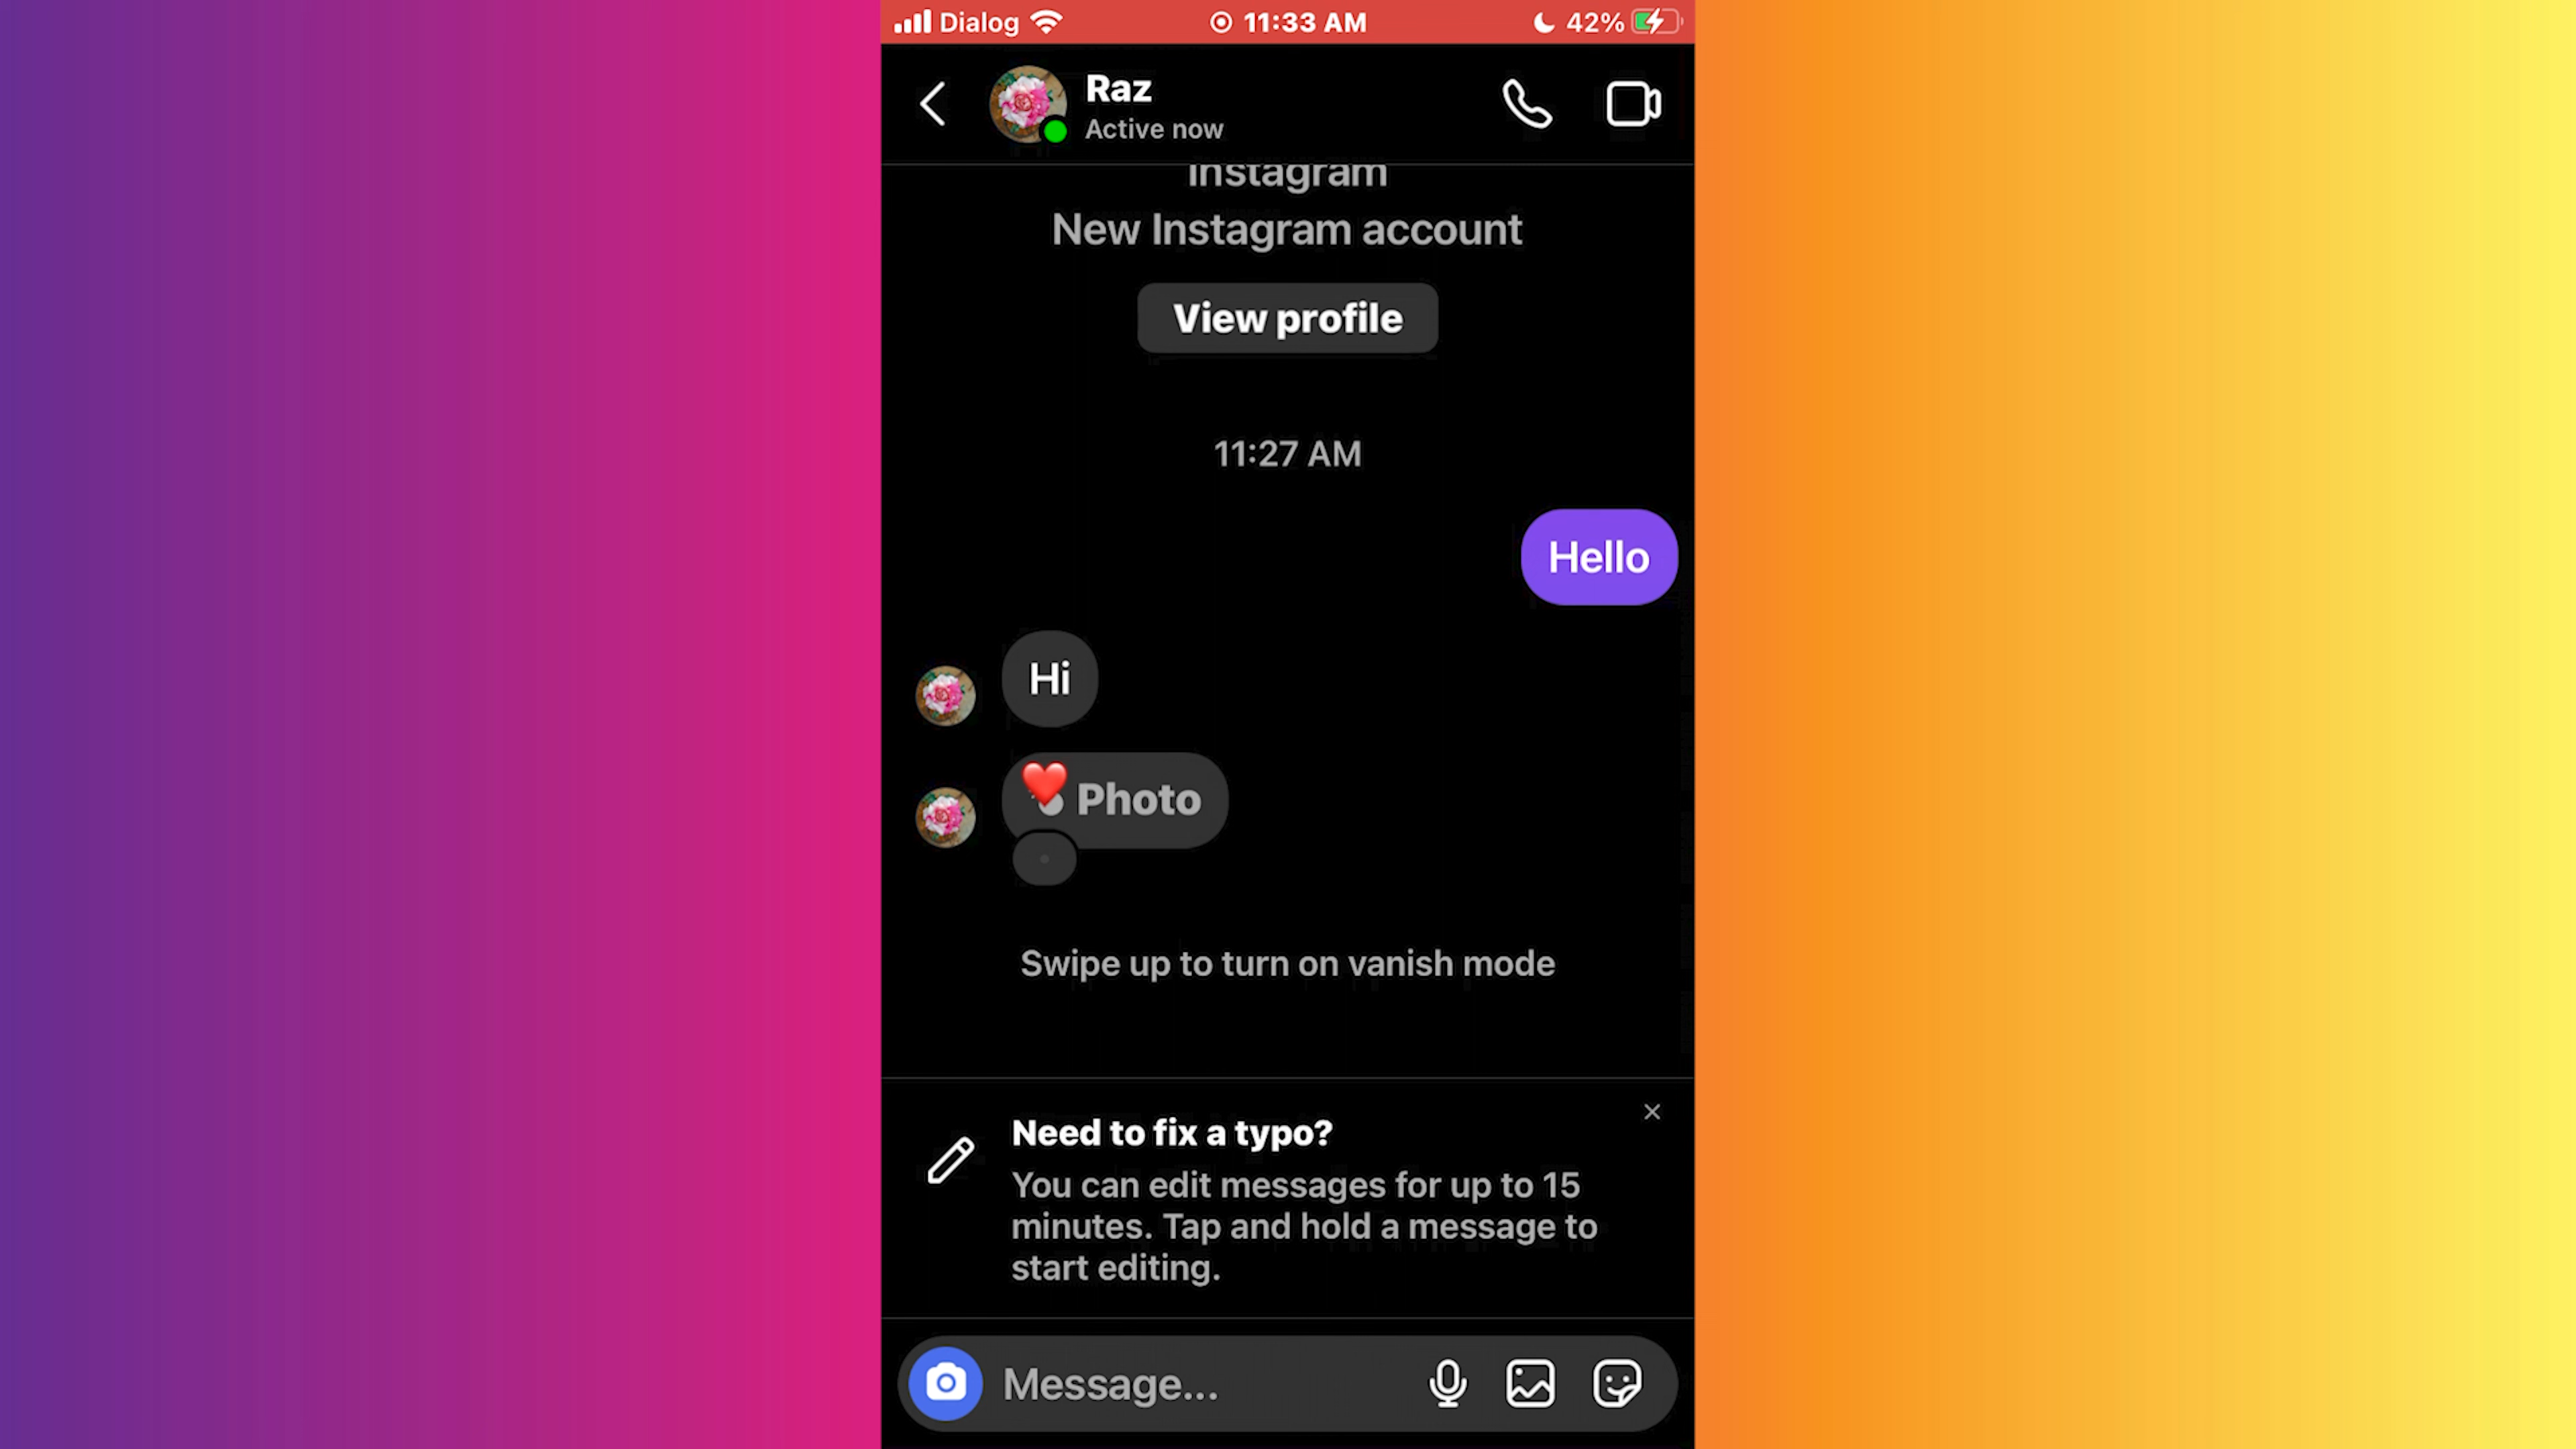 Dialog 11:33 AM 42%
Raz
Active now
Instagram
New Instagram account
View profile
11:27 AM
Hello
Hi
Photo
Swipe up to turn on vanish mode
Need to fix a typo?
You can edit messages for up to 15
minutes. Tap and hold a message to
start editing.
Message...